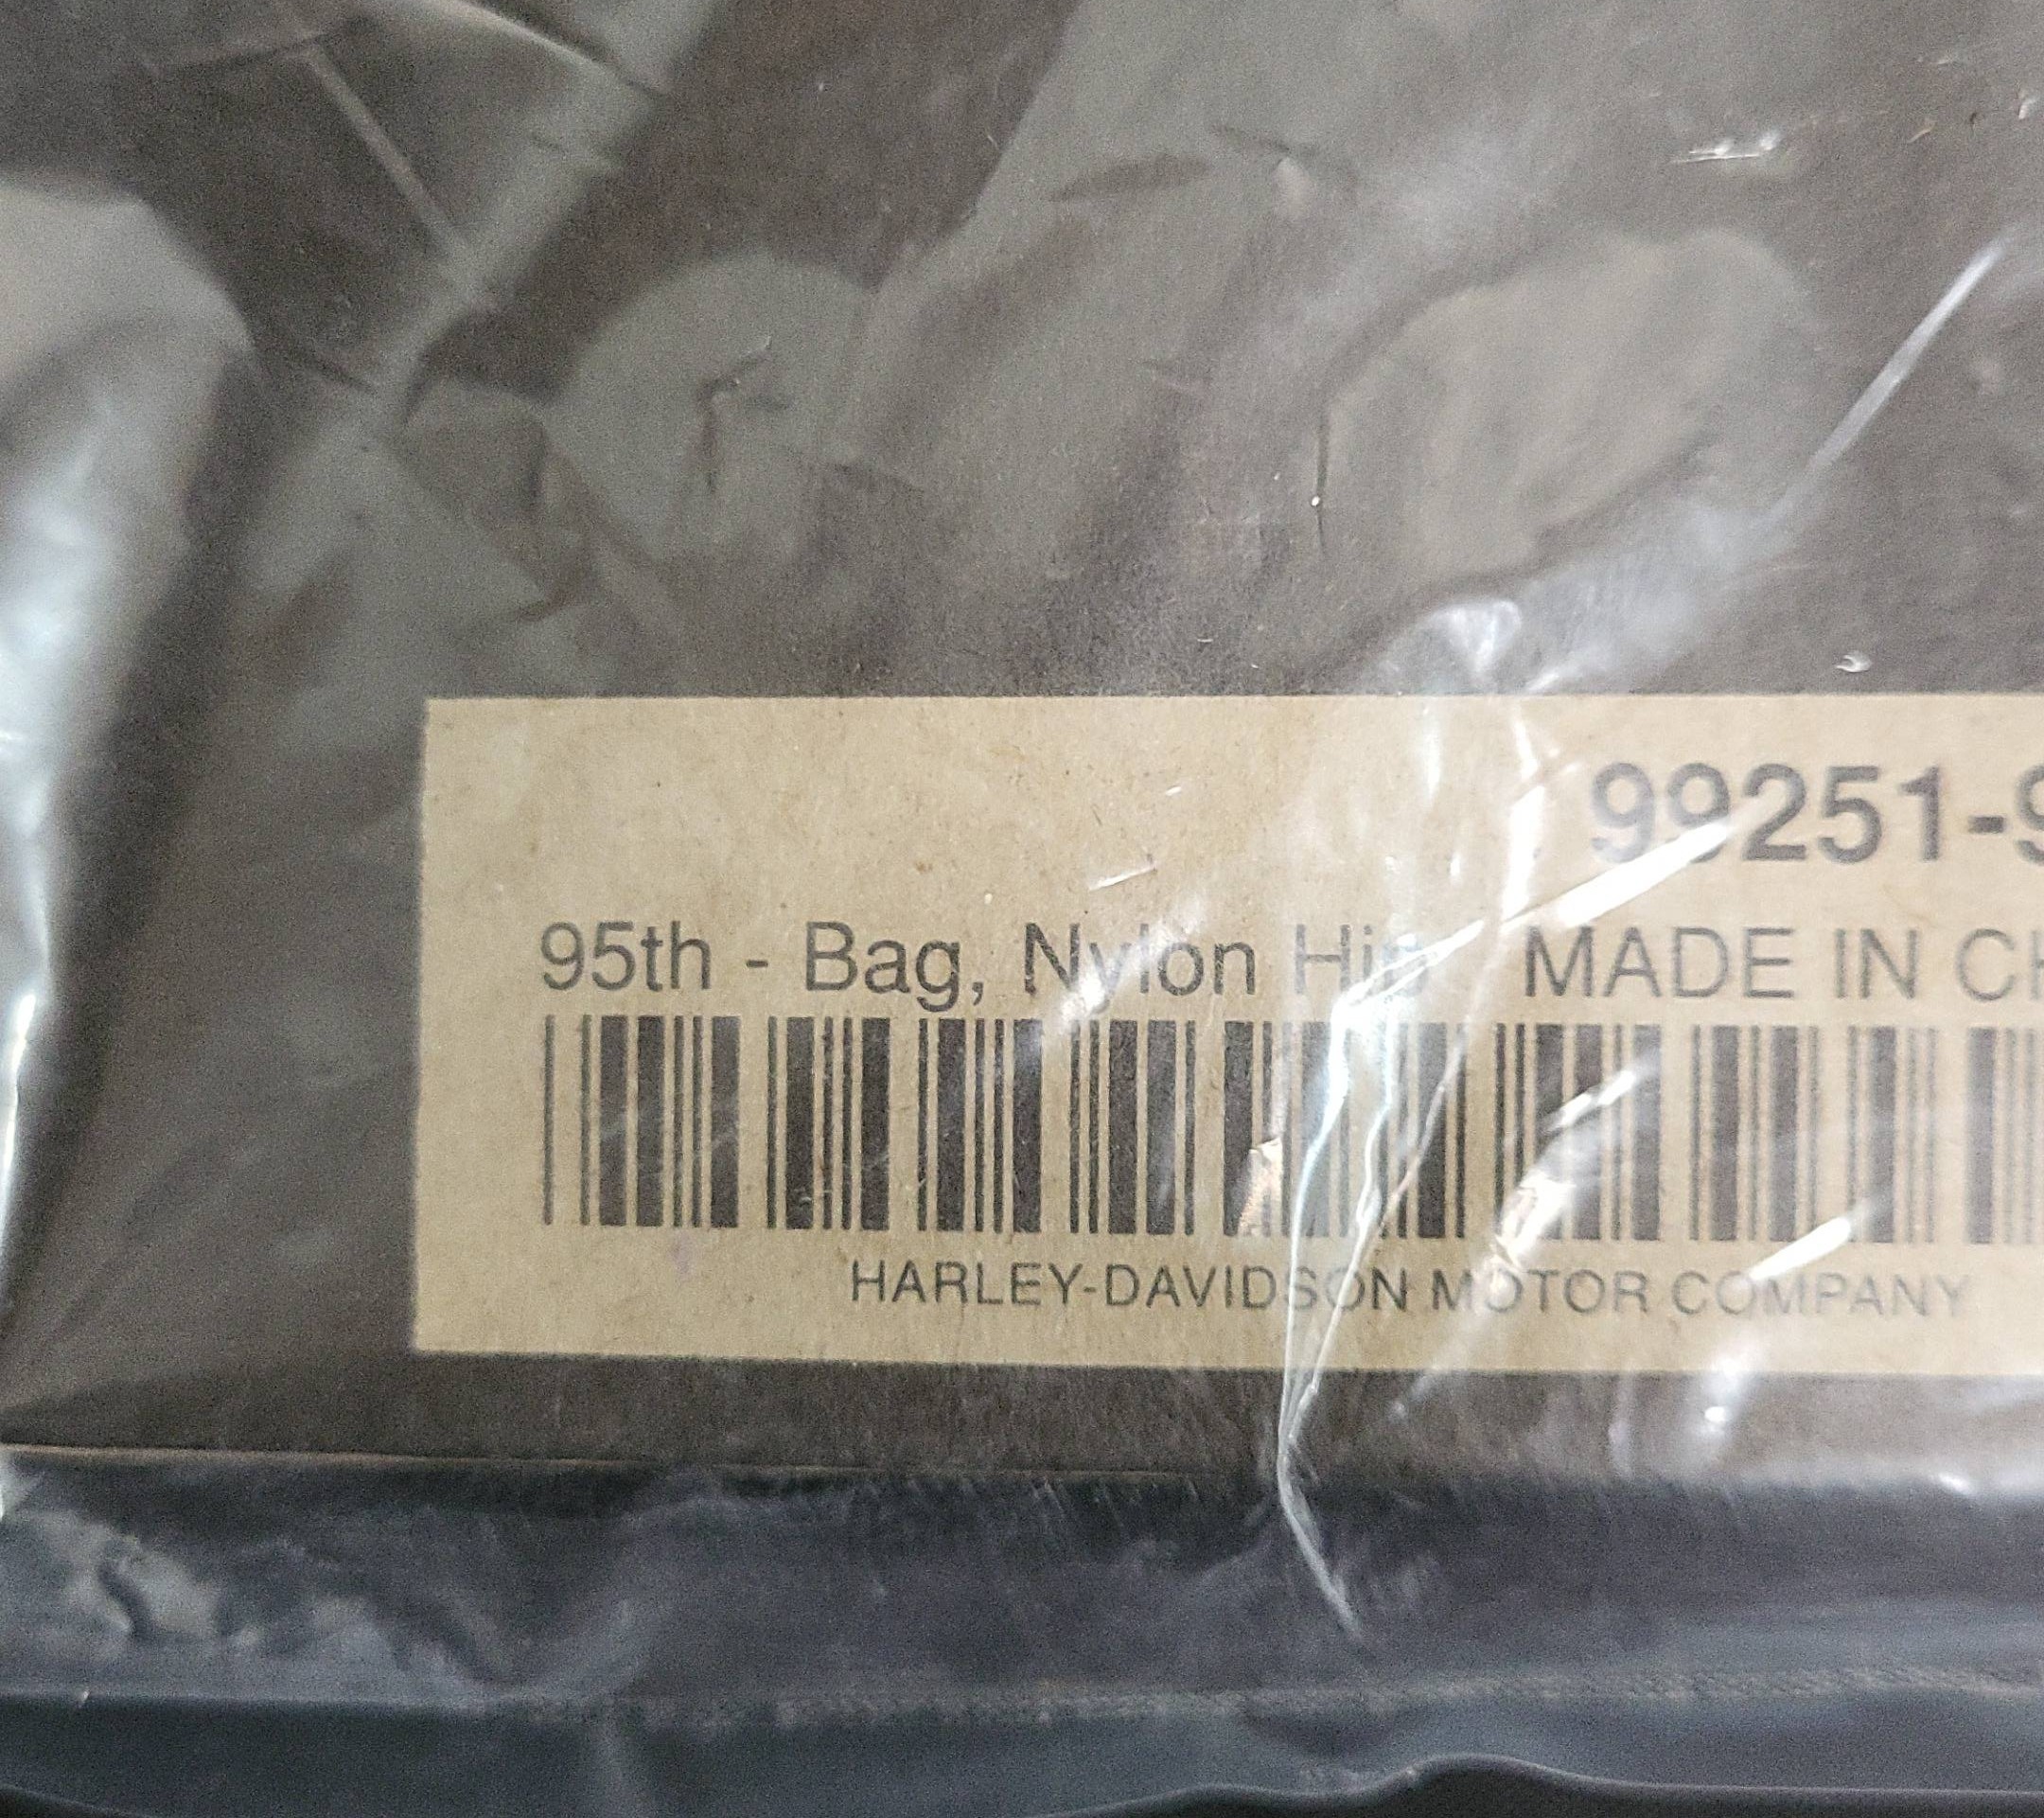 99251-9
95th - Bag, Nylon Hip MADE IN CH
HARLEY-DAVIDSON MOTOR COMPANY